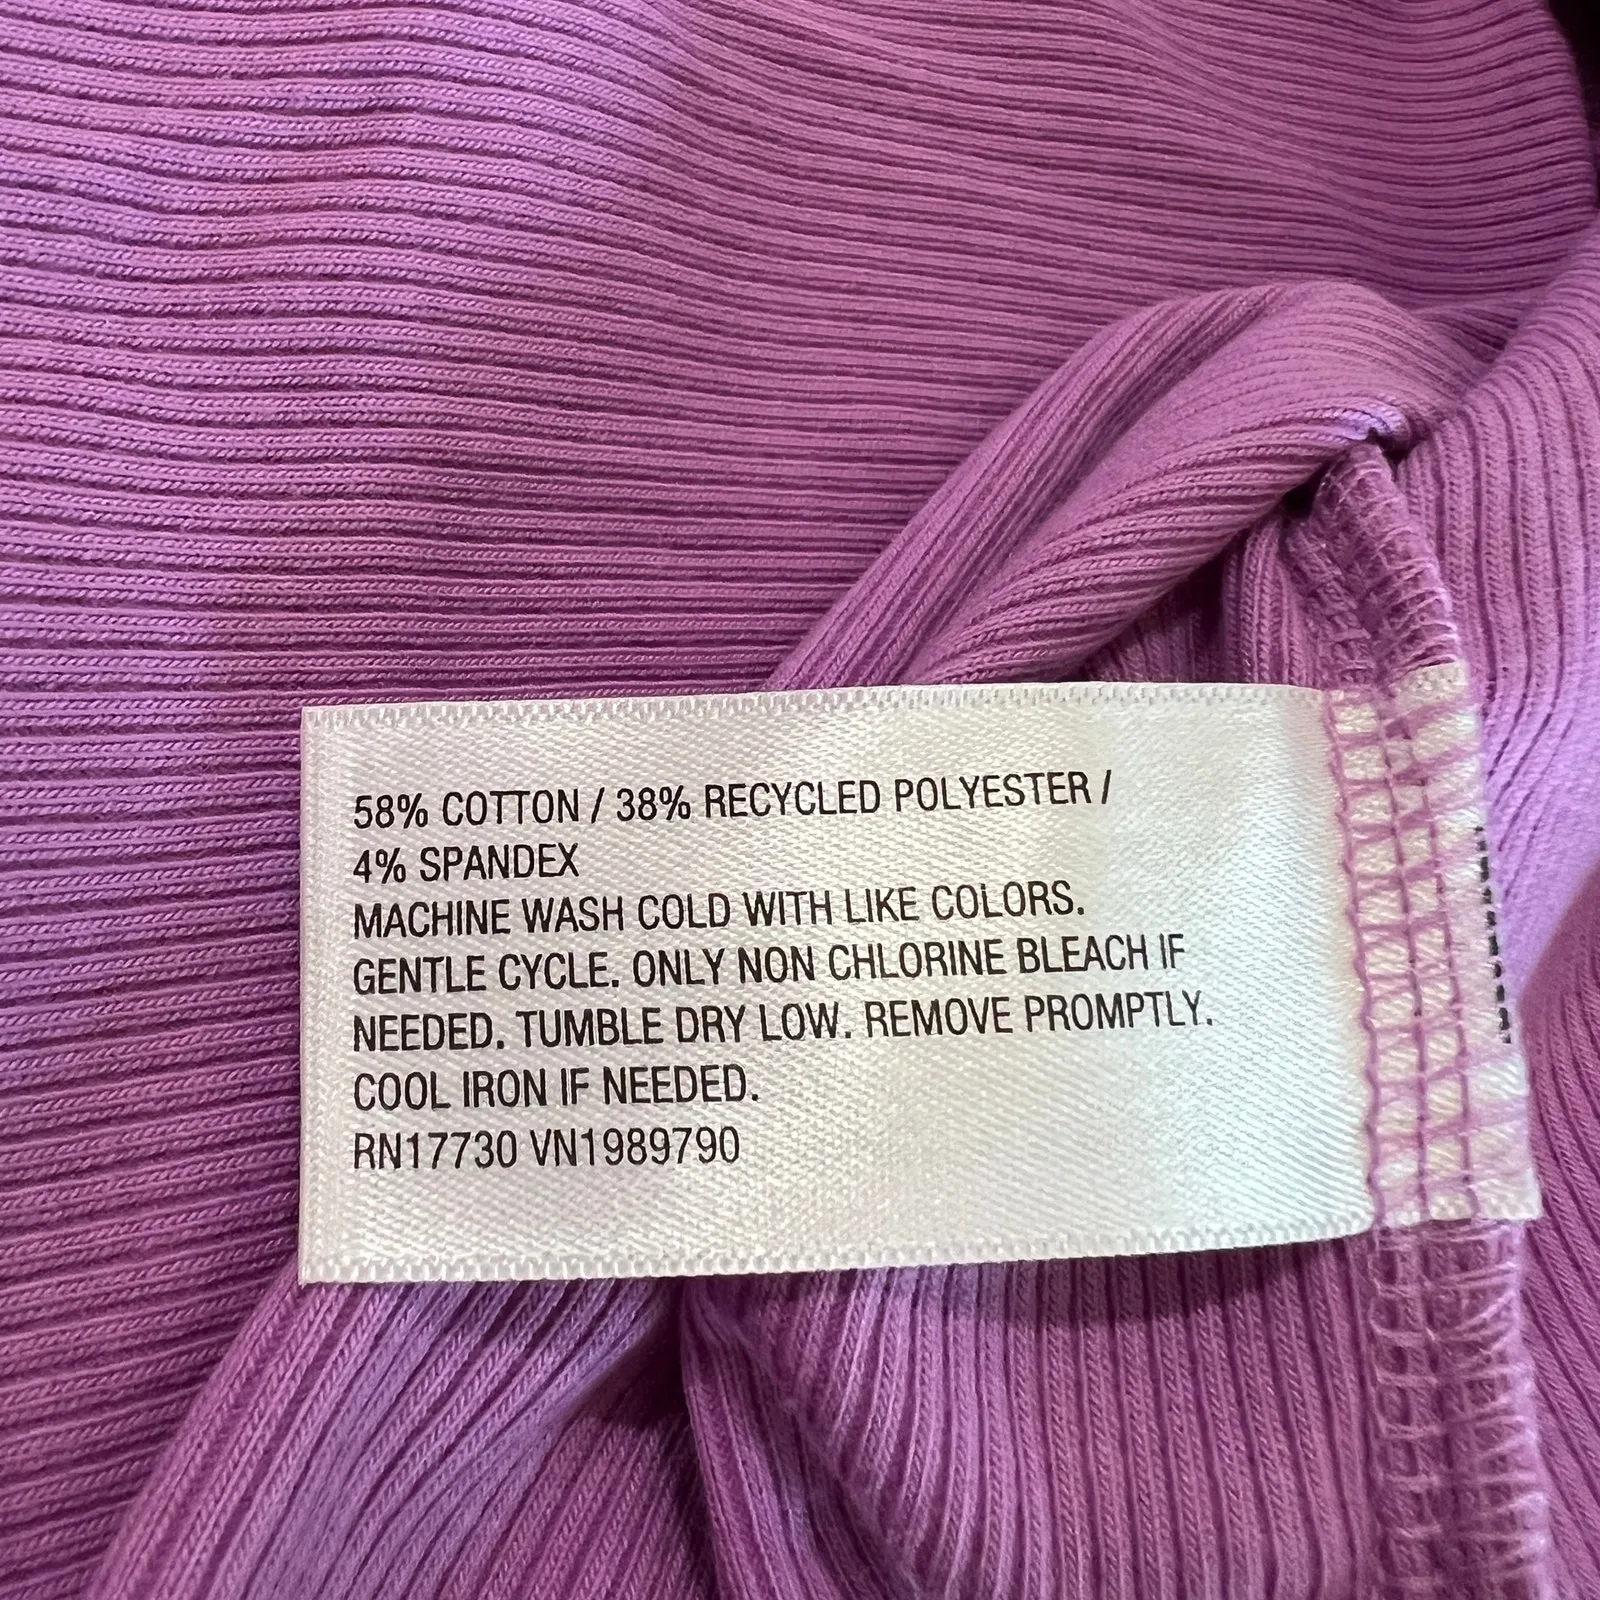 58% COTTON / 38% RECYCLED POLYESTER /
4% SPANDEX
MACHINE WASH COLD WITH LIKE COLORS.
GENTLE CYCLE. ONLY NON CHLORINE BLEACH IF
NEEDED. TUMBLE DRY LOW. REMOVE PROMPTLY.
COOL IRON IF NEEDED.
RN17730 VN1989790